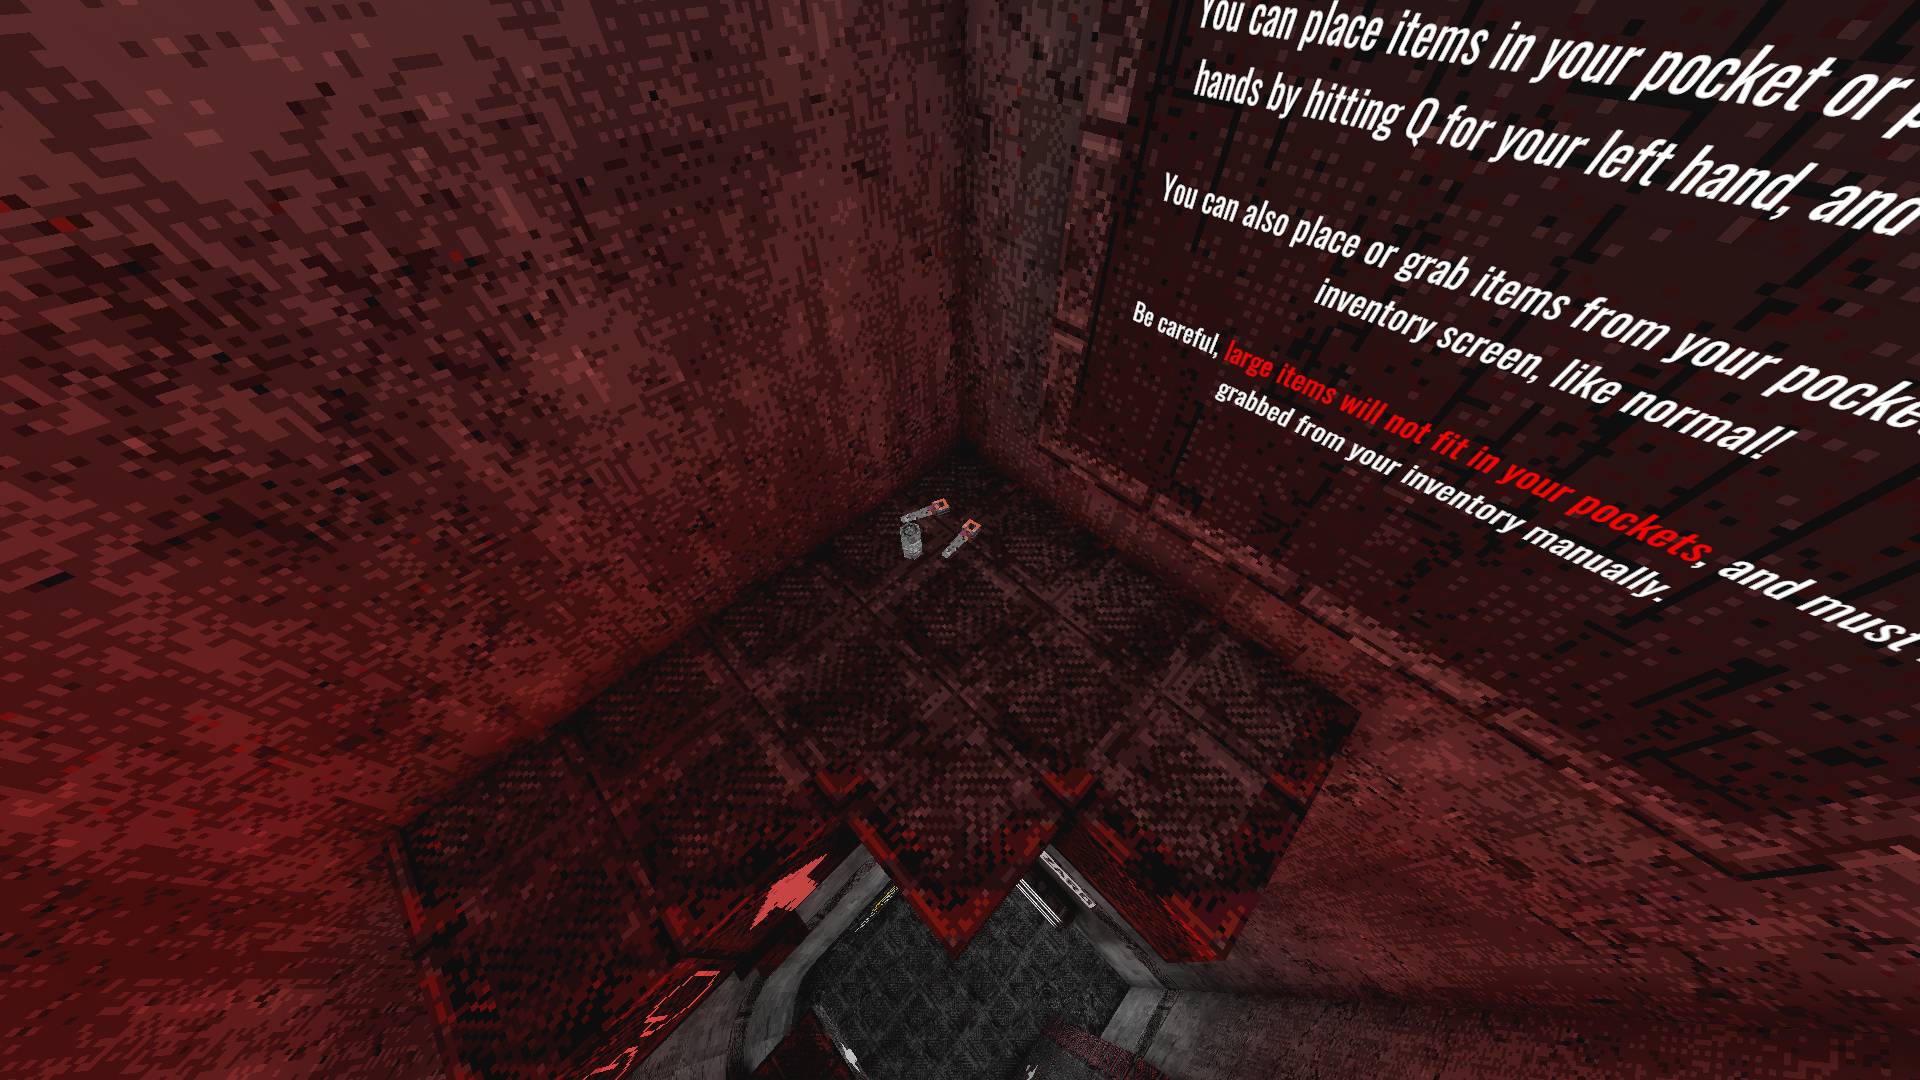 You can place items in your pocket or
hands by hitting Q for your left hand, and
You can also place or grab items from your
inventory screen, like normal!
Be careful, large items will not fit in your pockets, and must
grabbed from your inventory manually.